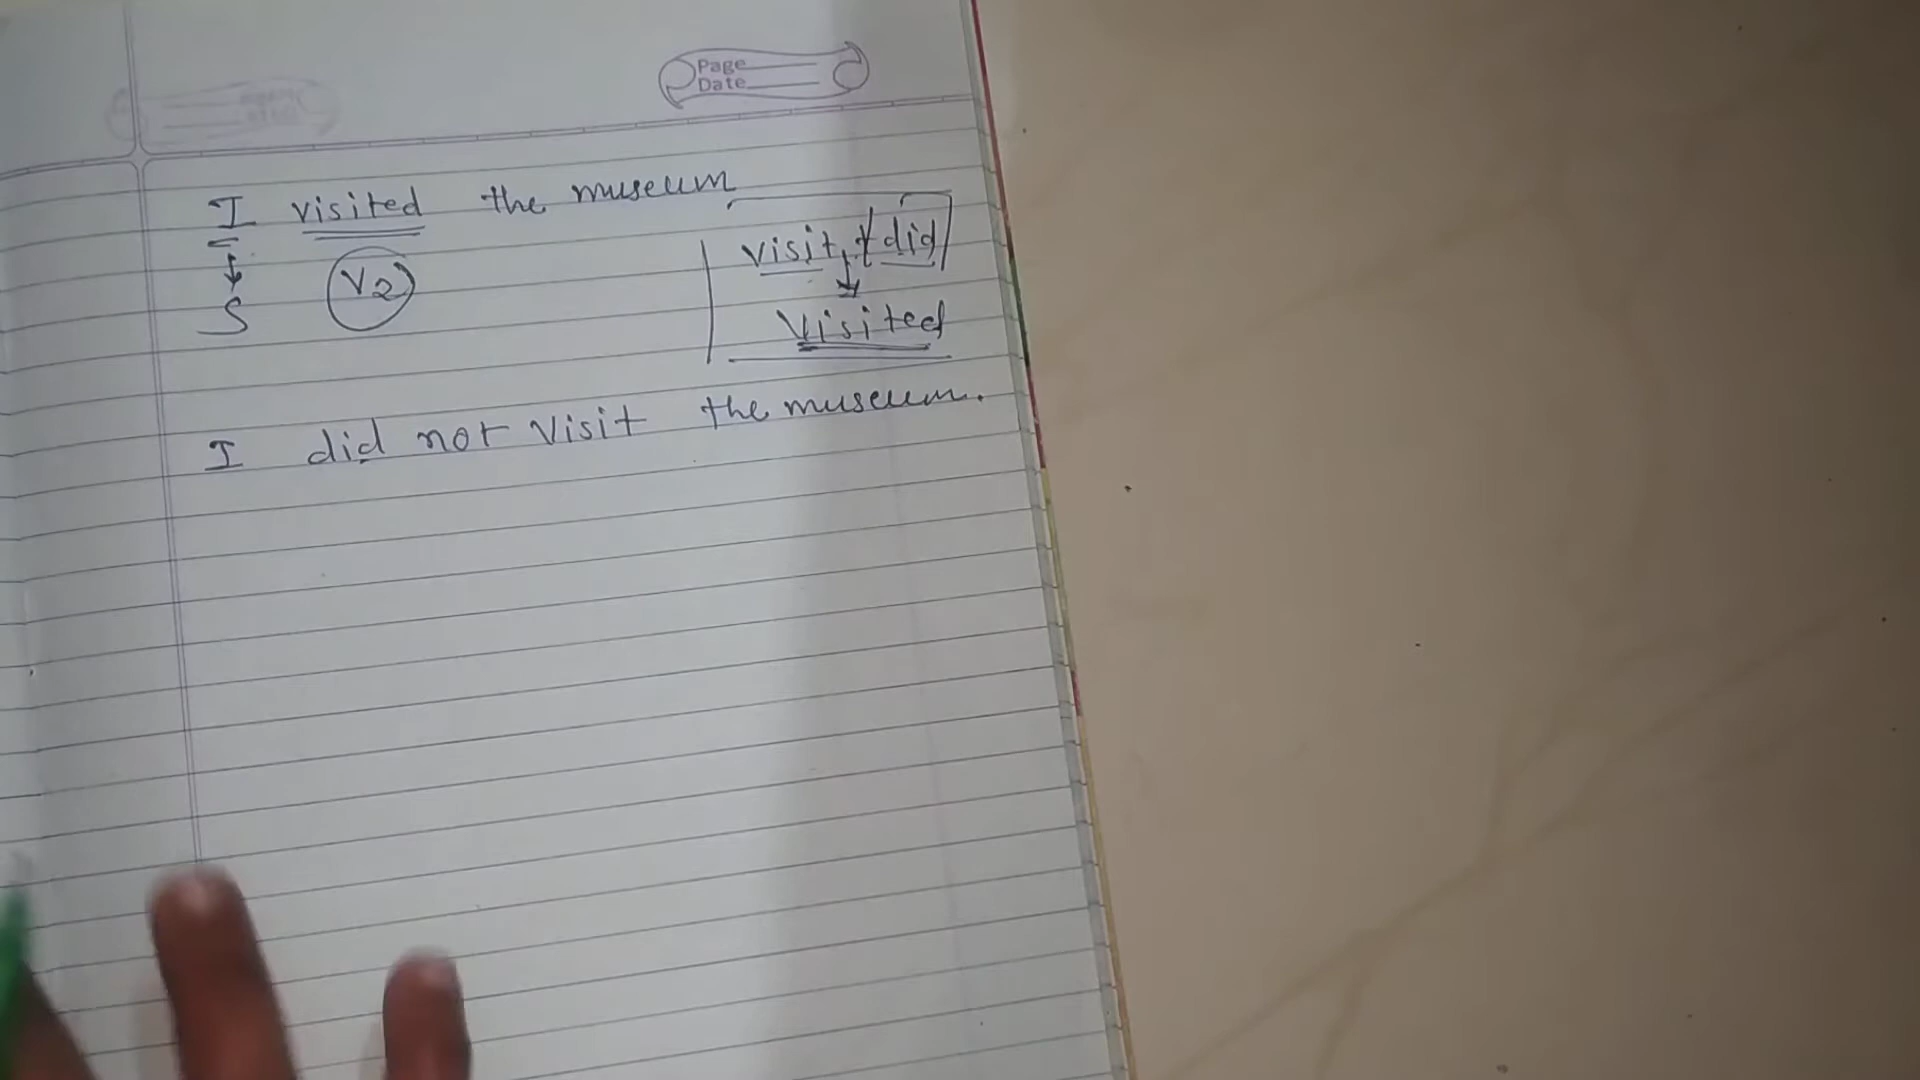 Page
Date
I visited the museum
visit + did
↓
S
V2
visited
I did not visit the museum.